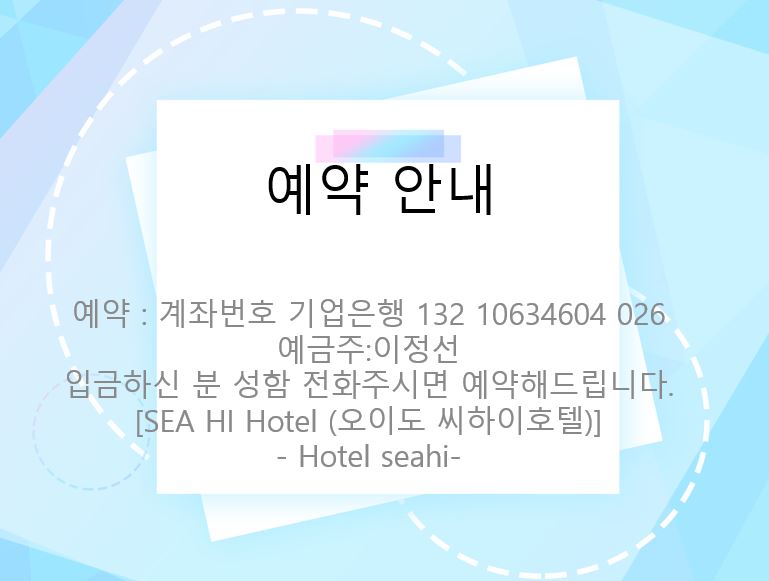 예약 안내
예약 : 계좌번호 기업은행 132 10634604 026
예금주:이정선
입금하신 분 성함 전화주시면 예약해드립니다.
[SEA HI Hotel (오이도 씨하이호텔)]
- Hotel seahi-